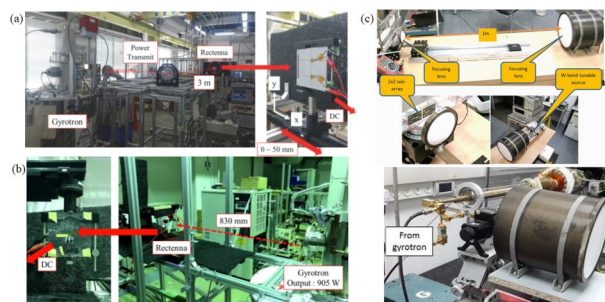 (a)
Power
Transmit
Rectenna
3 m
Gyrotron
y
x
DC
0 ~ 50 mm
(b)
DC
830 mm
Rectenna
Gyrotron
Output : 905 W
(c)
5m
Focusing
lens
Focusing
lens
2x2 sub
array
W-band tunable
source
From
gyrotron